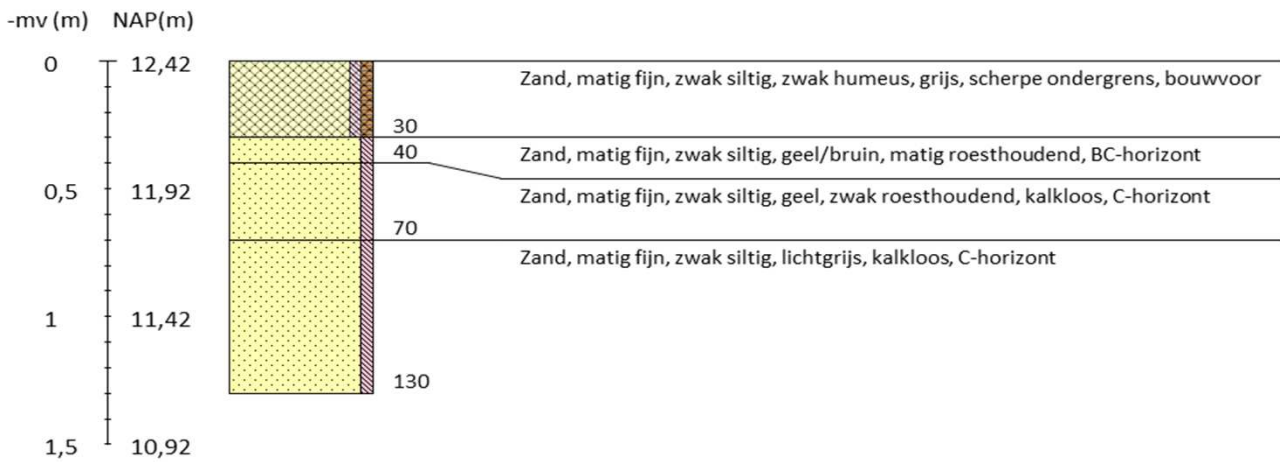 -mv (m) NAP(m)
0 12,42
Zand, matig fijn, zwak siltig, zwak humeus, grijs, scherpe ondergrens, bouwvoor
30
40
Zand, matig fijn, zwak siltig, geel/bruin, matig roesthoudend, BC-horizont
0,5 11,92
Zand, matig fijn, zwak siltig, geel, zwak roesthoudend, kalkloos, C-horizont
70
Zand, matig fijn, zwak siltig, lichtgrijs, kalkloos, C-horizont
1 11,42
130
1,5 10,92